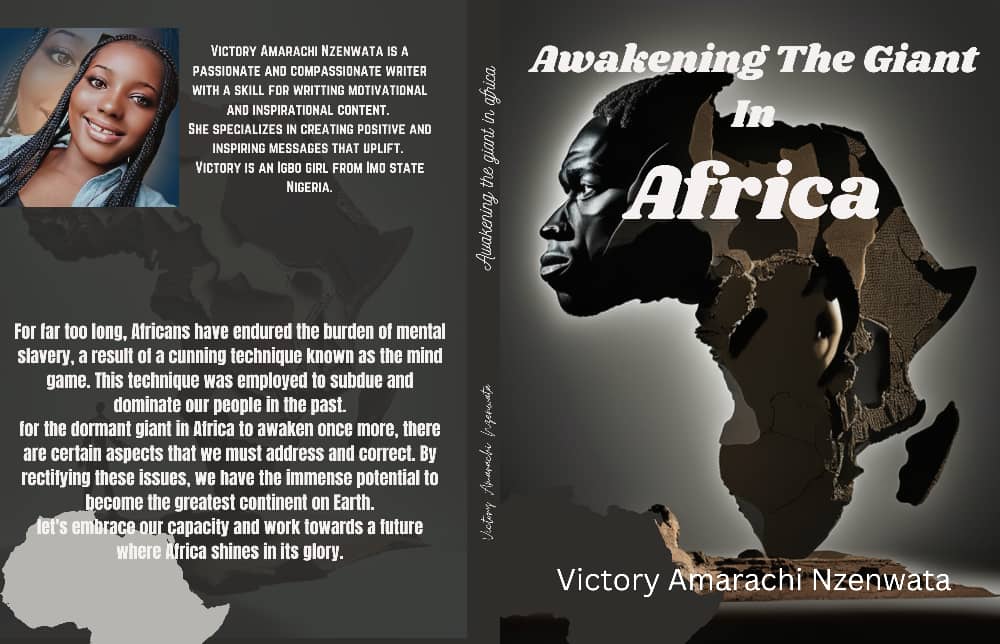 Victory Amarachi Nzenwata is a
passionate and compassionate writer
with a skill for writting motivational
and inspirational content.
She specializes in creating positive and
inspiring messages that uplift.
Victory is an Igbo girl from Imo state
Nigeria.
For far too long, Africans have endured the burden of mental
slavery, a result of a cunning technique known as the mind
game. This technique was employed to subdue and
dominate our people in the past.
for the dormant giant in Africa to awaken once more, there
are certain aspects that we must address and correct. By
rectifying these issues, we have the immense potential to
become the greatest continent on Earth.
let's embrace our capacity and work towards a future
where Africa shines in its glory.
Awakening the giant in africa
Victory Amarachi Nzenwata
Awakening The Giant
In
Africa
Victory Amarachi Nzenwata